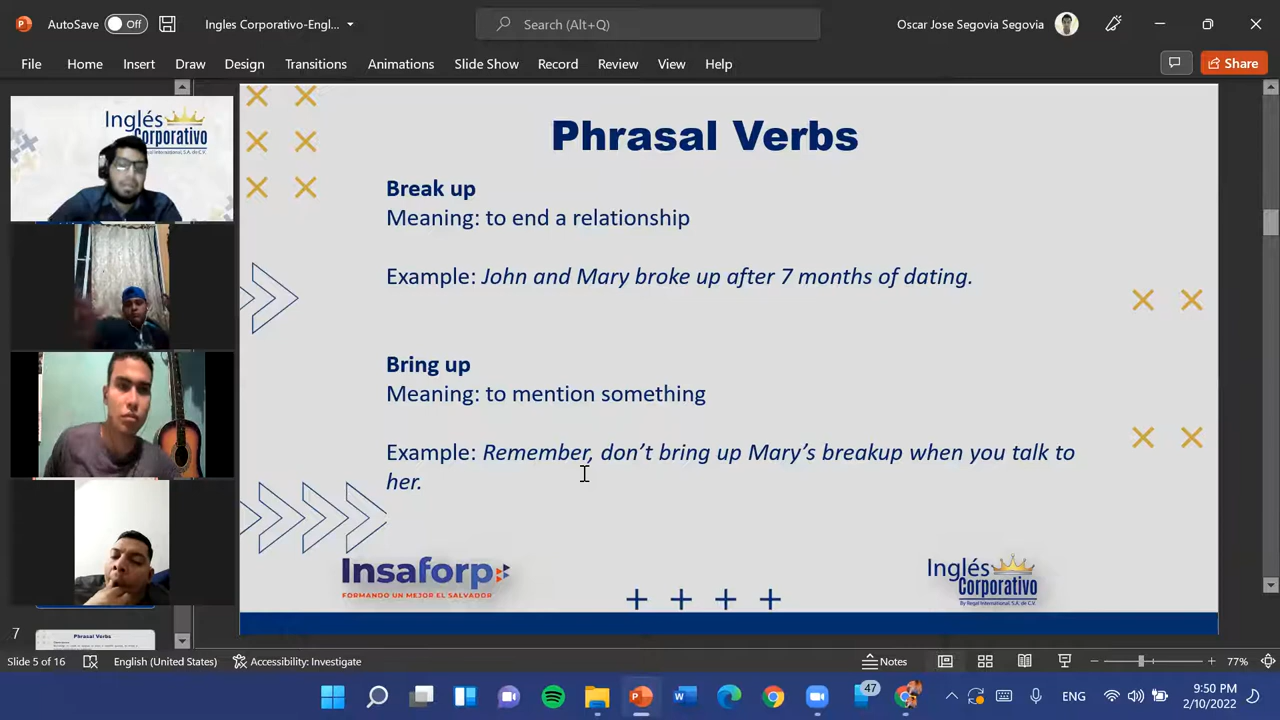 AutoSave Off Ingles Corporativo-Engl... Search (Alt+Q) Oscar Jose Segovia Segovia
File Home Insert Draw Design Transitions Animations Slide Show Record Review View Help Share
Inglés
Corporativo
Phrasal Verbs
Break up
Meaning: to end a relationship
Example: John and Mary broke up after 7 months of dating.
Bring up
Meaning: to mention something
Example: Remember, don’t bring up Mary’s breakup when you talk to
her.
Insaforp
FORMANDO UN MEJOR EL SALVADOR
Inglés
Corporativo
By Regal International, S.A. de C.V.
7
Phrasal Verbs
Slide 5 of 16 English (United States) Accessibility: Investigate Notes 77%
47
ENG
9:50 PM
2/10/2022